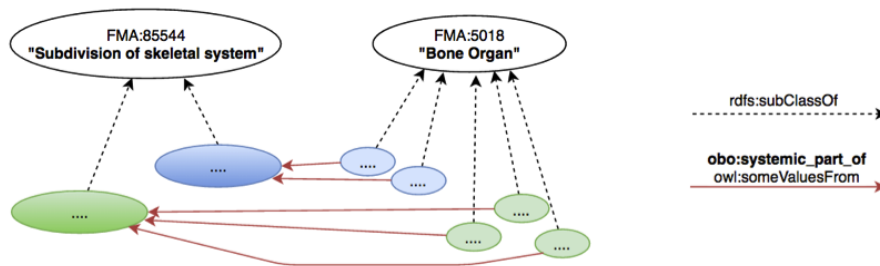 FMA:85544
"Subdivision of skeletal system"
FMA:5018
"Bone Organ"
rdfs:subClassOf
obo:systemic_part_of
owl:someValuesFrom
....
....
....
....
....
....
....